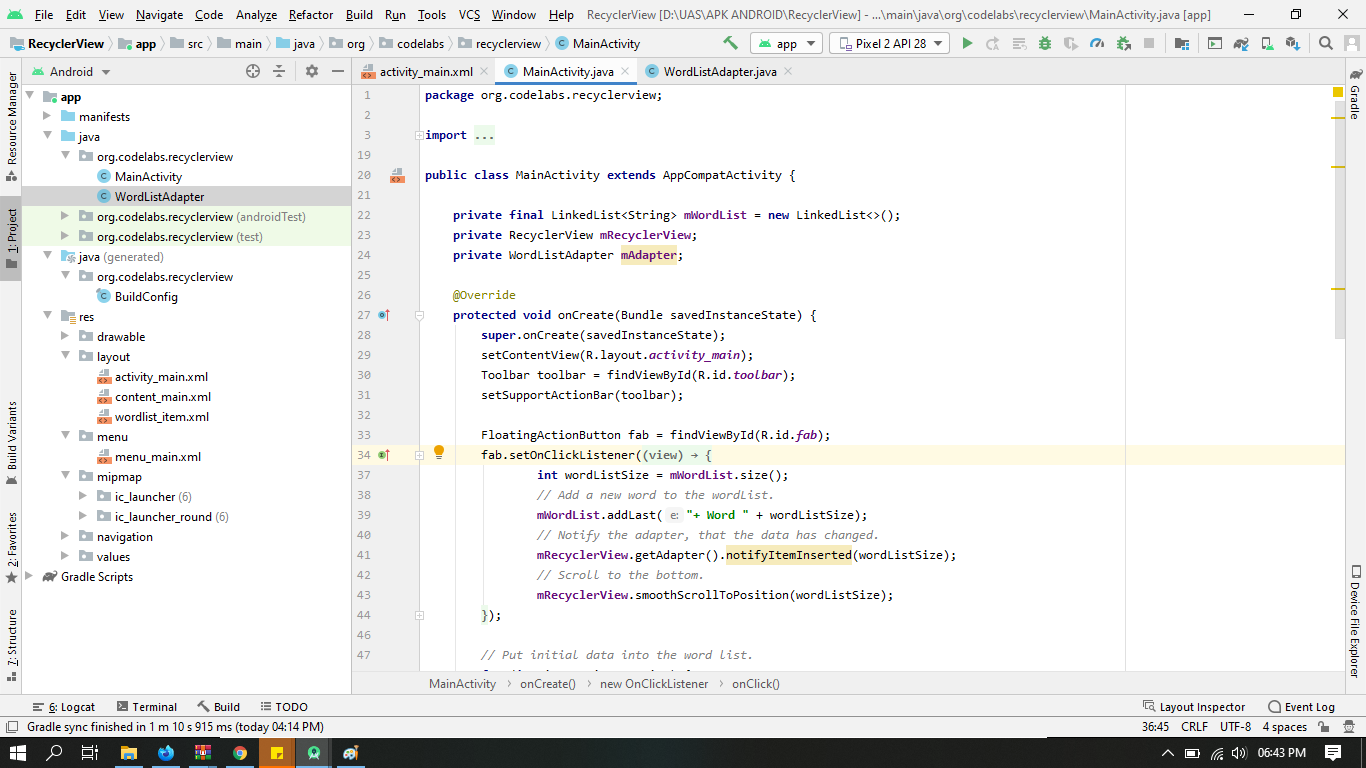 File Edit View Navigate Code Analyze Refactor Build Run Tools VCS Window Help RecyclerView [D:\UAS\APK ANDROID\RecyclerView] - ...\main\java\org\codelabs\recyclerview\MainActivity.java [app]
RecyclerView app src main java org codelabs recyclerview MainActivity app Pixel 2 API 28
Android activity_main.xml MainActivity.java WordListAdapter.java
Resource Manager
1: Project
Build Variants
2: Favorites
7: Structure
app
manifests
java
org.codelabs.recyclerview
MainActivity
WordListAdapter
org.codelabs.recyclerview (androidTest)
org.codelabs.recyclerview (test)
java (generated)
org.codelabs.recyclerview
BuildConfig
res
drawable
layout
activity_main.xml
content_main.xml
wordlist_item.xml
menu
menu_main.xml
mipmap
ic_launcher (6)
ic_launcher_round (6)
navigation
values
Gradle Scripts
1 package org.codelabs.recyclerview;
2
3 import ...
19
20 public class MainActivity extends AppCompatActivity {
21
22 private final LinkedList<String> mWordList = new LinkedList<>();
23 private RecyclerView mRecyclerView;
24 private WordListAdapter mAdapter;
25
26 @Override
27 protected void onCreate(Bundle savedInstanceState) {
28 super.onCreate(savedInstanceState);
29 setContentView(R.layout.activity_main);
30 Toolbar toolbar = findViewById(R.id.toolbar);
31 setSupportActionBar(toolbar);
32
33 FloatingActionButton fab = findViewById(R.id.fab);
34 fab.setOnClickListener((view) → {
37 int wordListSize = mWordList.size();
38 // Add a new word to the wordList.
39 mWordList.addLast( e: "+ Word " + wordListSize);
40 // Notify the adapter, that the data has changed.
41 mRecyclerView.getAdapter().notifyItemInserted(wordListSize);
42 // Scroll to the bottom.
43 mRecyclerView.smoothScrollToPosition(wordListSize);
44 });
46
47 // Put initial data into the word list.
MainActivity onCreate() new OnClickListener onClick()
Gradle
Device File Explorer
6: Logcat Terminal Build TODO Layout Inspector Event Log
Gradle sync finished in 1 m 10 s 915 ms (today 04:14 PM) 36:45 CRLF UTF-8 4 spaces
06:43 PM